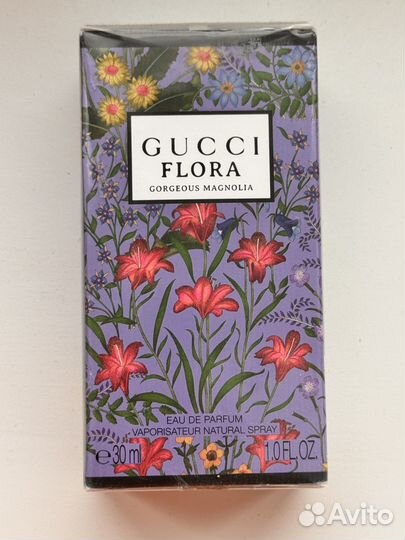 GUCCI
FLORA
GORGEOUS MAGNOLIA
EAU DE PARFUM
VAPORISATEUR NATURAL SPRAY
℮30 ml 1.0 FL.OZ.
Avito